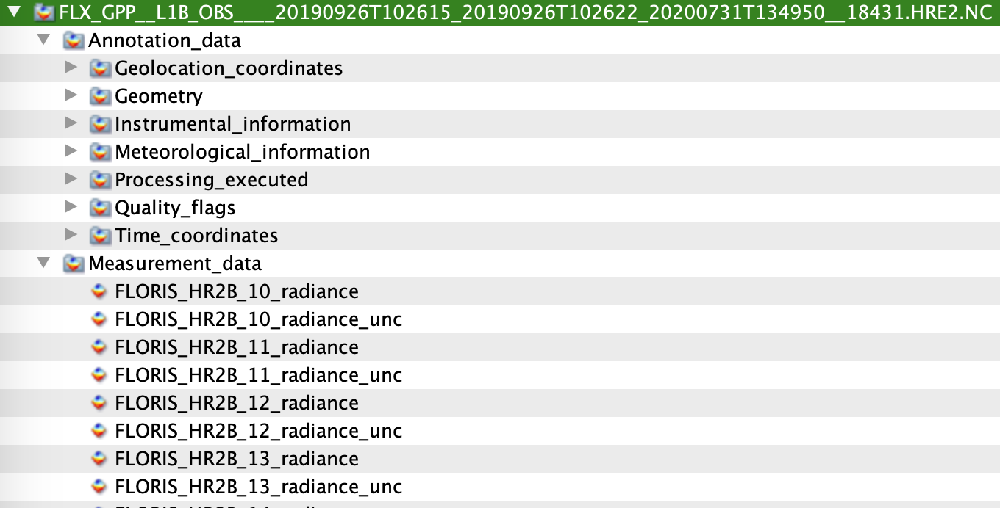 FLX_GPP__L1B_OBS____20190926T102615_20190926T102622_20200731T134950__18431.HRE2.NC
Annotation_data
Geolocation_coordinates
Geometry
Instrumental_information
Meteorological_information
Processing_executed
Quality_flags
Time_coordinates
Measurement_data
FLORIS_HR2B_10_radiance
FLORIS_HR2B_10_radiance_unc
FLORIS_HR2B_11_radiance
FLORIS_HR2B_11_radiance_unc
FLORIS_HR2B_12_radiance
FLORIS_HR2B_12_radiance_unc
FLORIS_HR2B_13_radiance
FLORIS_HR2B_13_radiance_unc